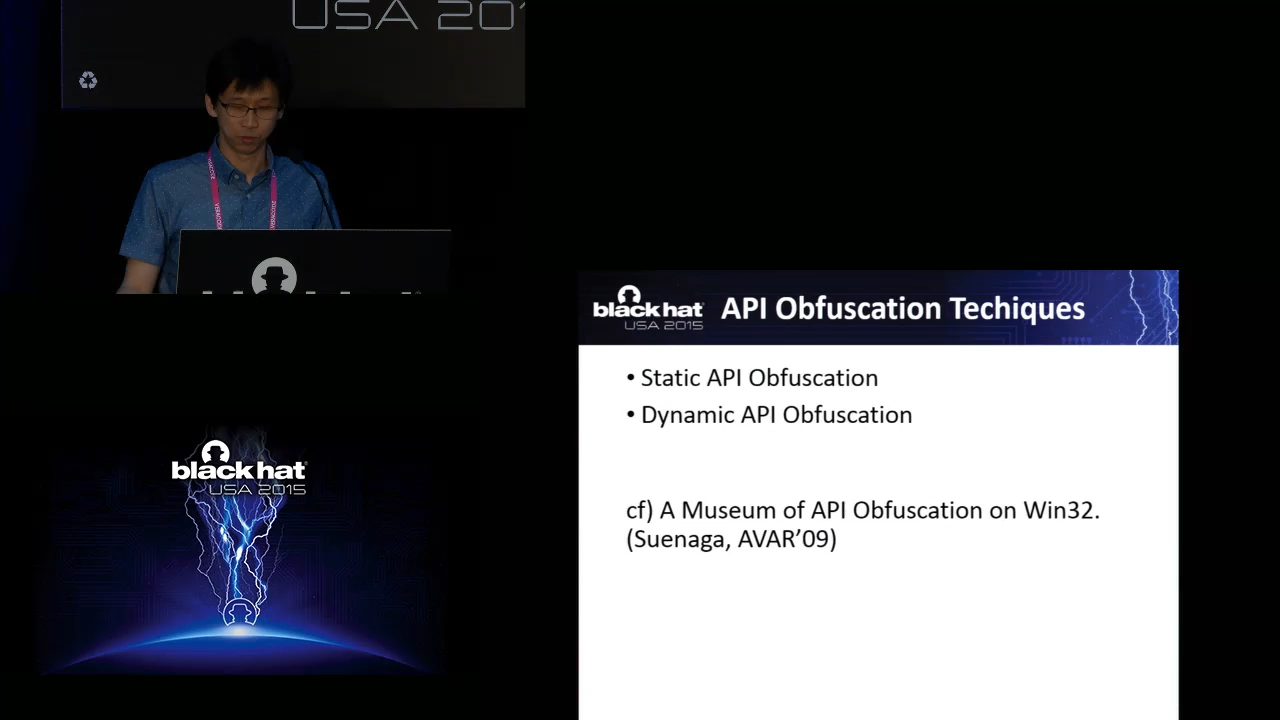 USA 201
black hat
USA 2015
API Obfuscation Techiques
• Static API Obfuscation
• Dynamic API Obfuscation
cf) A Museum of API Obfuscation on Win32.
(Suenaga, AVAR’09)
black hat
USA 2015